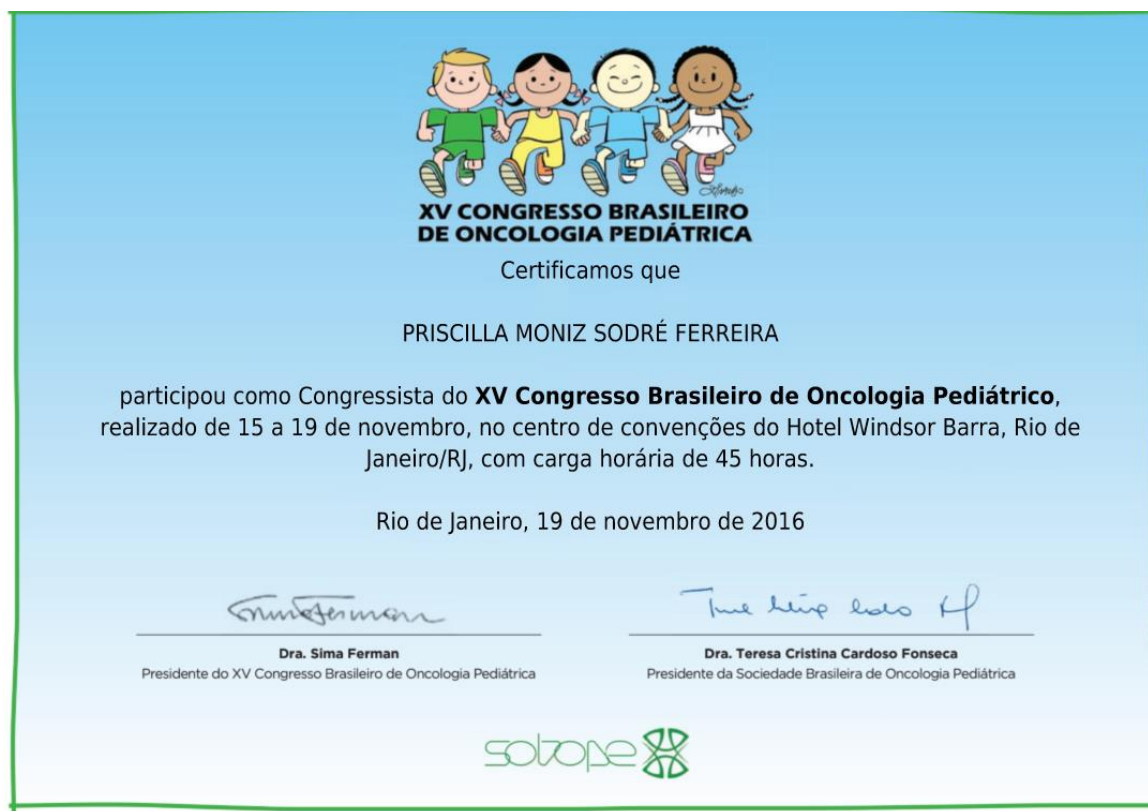 XV CONGRESSO BRASILEIRO
DE ONCOLOGIA PEDIÁTRICA
Certificamos que
PRISCILLA MONIZ SODRÉ FERREIRA
participou como Congressista do XV Congresso Brasileiro de Oncologia Pediátrico,
realizado de 15 a 19 de novembro, no centro de convenções do Hotel Windsor Barra, Rio de
Janeiro/RJ, com carga horária de 45 horas.
Rio de Janeiro, 19 de novembro de 2016
Dra. Sima Ferman
Presidente do XV Congresso Brasileiro de Oncologia Pediátrica
Dra. Teresa Cristina Cardoso Fonseca
Presidente da Sociedade Brasileira de Oncologia Pediátrica
sobope